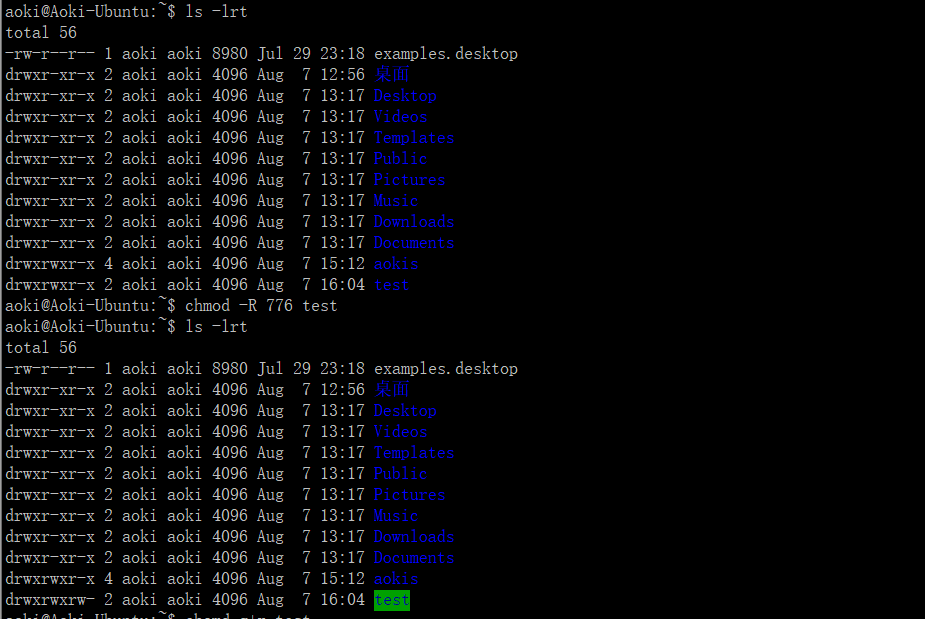 aoki@Aoki-Ubuntu:~$ ls -lrt
total 56
-rw-r--r-- 1 aoki aoki 8980 Jul 29 23:18 examples.desktop
drwxr-xr-x 2 aoki aoki 4096 Aug  7 12:56 桌面
drwxr-xr-x 2 aoki aoki 4096 Aug  7 13:17 Desktop
drwxr-xr-x 2 aoki aoki 4096 Aug  7 13:17 Videos
drwxr-xr-x 2 aoki aoki 4096 Aug  7 13:17 Templates
drwxr-xr-x 2 aoki aoki 4096 Aug  7 13:17 Public
drwxr-xr-x 2 aoki aoki 4096 Aug  7 13:17 Pictures
drwxr-xr-x 2 aoki aoki 4096 Aug  7 13:17 Music
drwxr-xr-x 2 aoki aoki 4096 Aug  7 13:17 Downloads
drwxr-xr-x 2 aoki aoki 4096 Aug  7 13:17 Documents
drwxrwxr-x 4 aoki aoki 4096 Aug  7 15:12 aokis
drwxrwxr-x 2 aoki aoki 4096 Aug  7 16:04 test
aoki@Aoki-Ubuntu:~$ chmod -R 776 test
aoki@Aoki-Ubuntu:~$ ls -lrt
total 56
-rw-r--r-- 1 aoki aoki 8980 Jul 29 23:18 examples.desktop
drwxr-xr-x 2 aoki aoki 4096 Aug  7 12:56 桌面
drwxr-xr-x 2 aoki aoki 4096 Aug  7 13:17 Desktop
drwxr-xr-x 2 aoki aoki 4096 Aug  7 13:17 Videos
drwxr-xr-x 2 aoki aoki 4096 Aug  7 13:17 Templates
drwxr-xr-x 2 aoki aoki 4096 Aug  7 13:17 Public
drwxr-xr-x 2 aoki aoki 4096 Aug  7 13:17 Pictures
drwxr-xr-x 2 aoki aoki 4096 Aug  7 13:17 Music
drwxr-xr-x 2 aoki aoki 4096 Aug  7 13:17 Downloads
drwxr-xr-x 2 aoki aoki 4096 Aug  7 13:17 Documents
drwxrwxr-x 4 aoki aoki 4096 Aug  7 15:12 aokis
drwxrwxrw- 2 aoki aoki 4096 Aug  7 16:04 test
aoki@Aoki-Ubuntu:~$ chmod